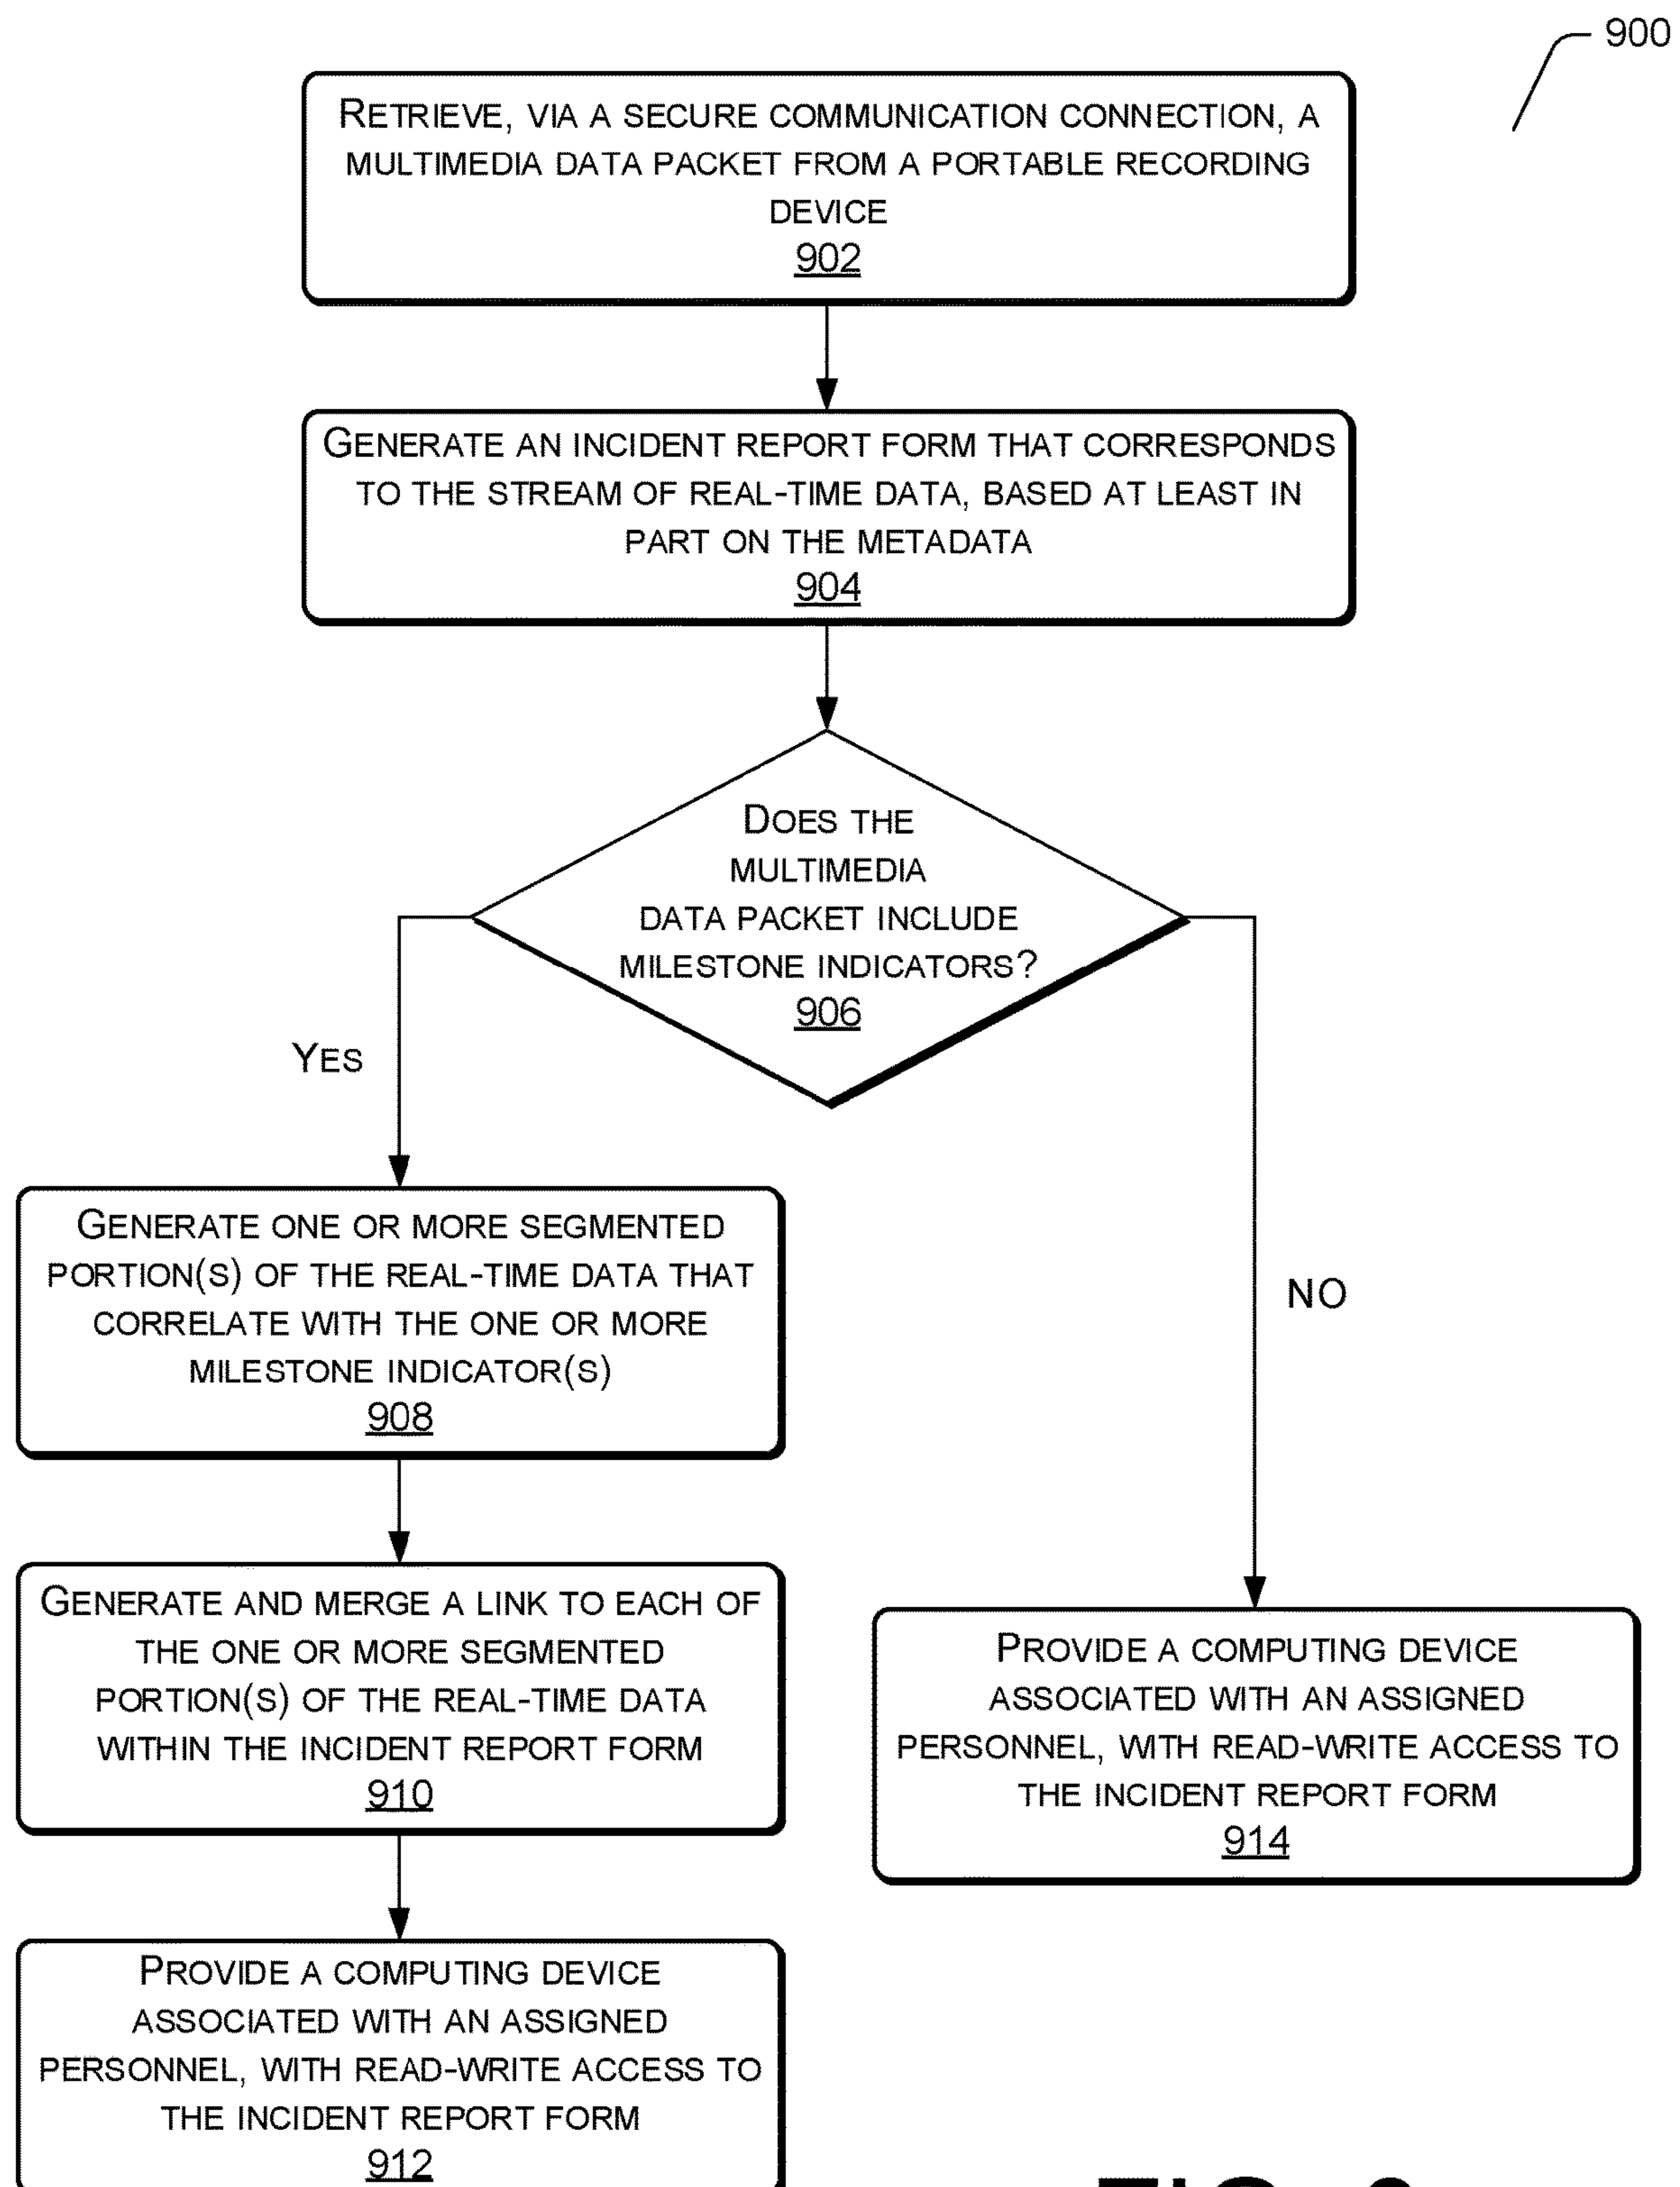 900
RETRIEVE, VIA A SECURE COMMUNICATION CONNECTION, A
MULTIMEDIA DATA PACKET FROM A PORTABLE RECORDING
DEVICE
902
GENERATE AN INCIDENT REPORT FORM THAT CORRESPONDS
TO THE STREAM OF REAL-TIME DATA, BASED AT LEAST IN
PART ON THE METADATA
904
DOES THE
MULTIMEDIA
DATA PACKET INCLUDE
MILESTONE INDICATORS?
906
YES
NO
GENERATE ONE OR MORE SEGMENTED
PORTION(S) OF THE REAL-TIME DATA THAT
CORRELATE WITH THE ONE OR MORE
MILESTONE INDICATOR(S)
908
GENERATE AND MERGE A LINK TO EACH OF
THE ONE OR MORE SEGMENTED
PORTION(S) OF THE REAL-TIME DATA
WITHIN THE INCIDENT REPORT FORM
910
PROVIDE A COMPUTING DEVICE
ASSOCIATED WITH AN ASSIGNED
PERSONNEL, WITH READ-WRITE ACCESS TO
THE INCIDENT REPORT FORM
914
PROVIDE A COMPUTING DEVICE
ASSOCIATED WITH AN ASSIGNED
PERSONNEL, WITH READ-WRITE ACCESS TO
THE INCIDENT REPORT FORM
912